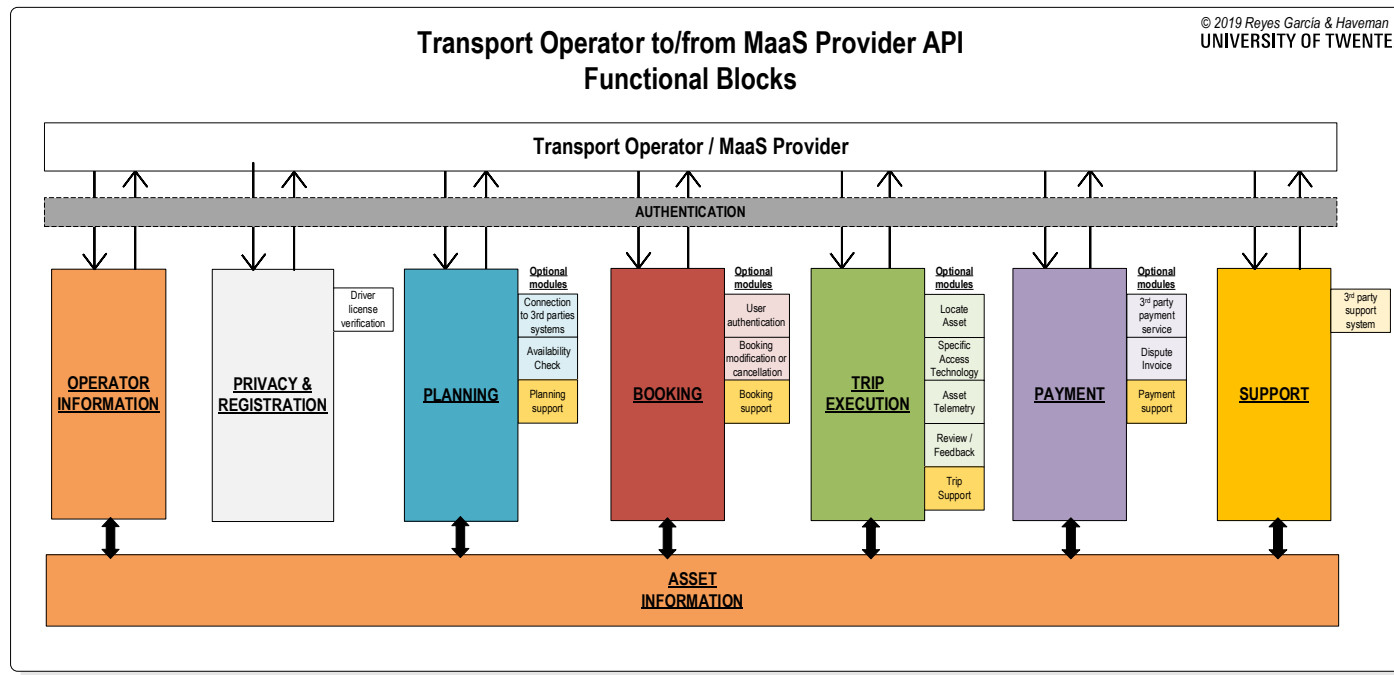 © 2019 Reyes García & Haveman
UNIVERSITY OF TWENTE
Transport Operator to/from MaaS Provider API
Functional Blocks
Transport Operator / MaaS Provider
AUTHENTICATION
OPERATOR
INFORMATION
PRIVACY &
REGISTRATION
Driver
license
verification
PLANNING
Optional
modules
Connection
to 3rd parties
systems
Availability
Check
Planning
support
BOOKING
Optional
modules
User
authentication
Booking
modification or
cancellation
Booking
support
TRIP
EXECUTION
Optional
modules
Locate
Asset
Specific
Access
Technology
Asset
Telemetry
Review /
Feedback
Trip
Support
PAYMENT
Optional
modules
3rd party
payment
service
Dispute
Invoice
Payment
support
SUPPORT
3rd party
support
system
ASSET
INFORMATION